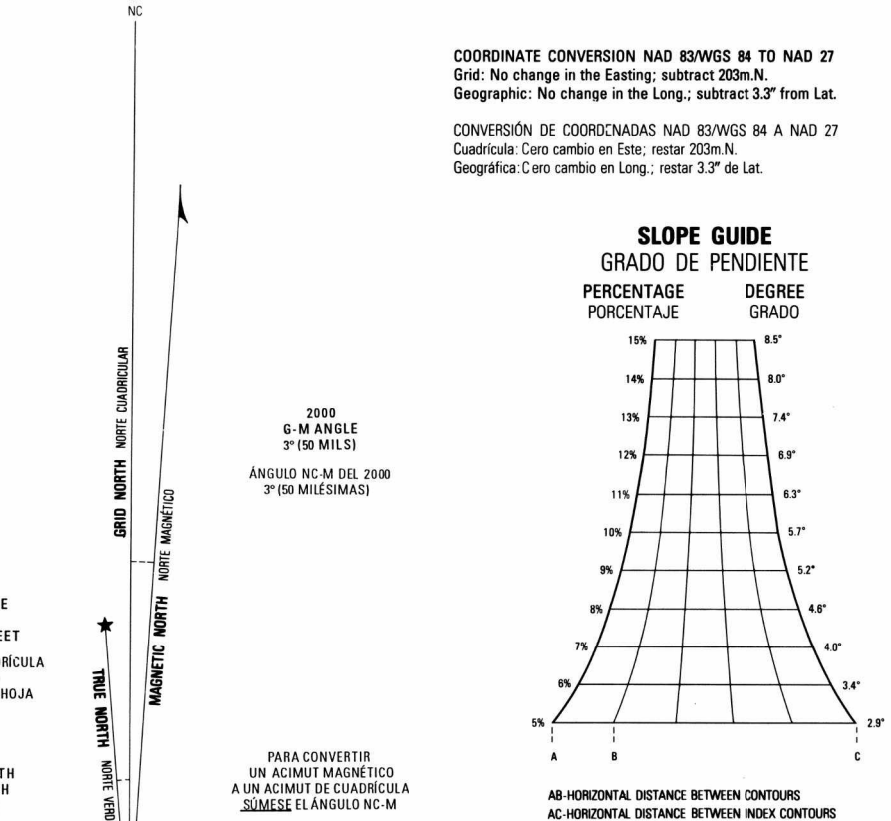 NC
COORDINATE CONVERSION NAD 83/WGS 84 TO NAD 27
Grid: No change in the Easting; subtract 203m.N.
Geographic: No change in the Long.; subtract 3.3" from Lat.
CONVERSIÓN DE COORDENADAS NAD 83/WGS 84 A NAD 27
Cuadrícula: Cero cambio en Este; restar 203m.N.
Geográfica: Cero cambio en Long.; restar 3.3" de Lat.
SLOPE GUIDE
GRADO DE PENDIENTE
PERCENTAGE DEGREE
PORCENTAJE GRADO
15% 8.5°
14% 8.0°
13% 7.4°
12% 6.9°
11% 6.3°
10% 5.7°
9% 5.2°
8% 4.6°
7% 4.0°
6% 3.4°
5% 2.9°
A B C
AB-HORIZONTAL DISTANCE BETWEEN CONTOURS
AC-HORIZONTAL DISTANCE BETWEEN INDEX CONTOURS
GRID NORTH NORTE CUADRICULAR
MAGNETIC NORTH NORTE MAGNÉTICO
TRUE NORTH NORTE VERD
2000
G-M ANGLE
3° (50 MILS)
ÁNGULO NC-M DEL 2000
3° (50 MILÉSIMAS)
PARA CONVERTIR
UN ACIMUT MAGNÉTICO
A UN ACIMUT DE CUADRÍCULA
SÚMESE EL ÁNGULO NC-M
E
EET
RÍCULA
HOJA
TH
H